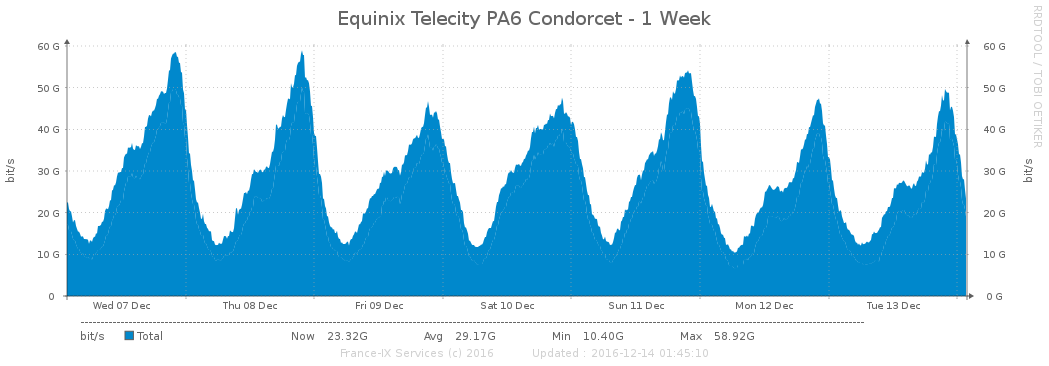 Equinix Telecity PA6 Condorcet - 1 Week
RRDTOOL / TOBI OETIKER
60 G 60 G
50 G 50 G
40 G 40 G
30 G 30 G
20 G 20 G
10 G 10 G
0 0 G
bit/s
bit/s
Wed 07 Dec Thu 08 Dec Fri 09 Dec Sat 10 Dec Sun 11 Dec Mon 12 Dec Tue 13 Dec
bit/s Total Now 23.32G Avg 29.17G Min 10.40G Max 58.92G
France-IX Services (c) 2016 Updated : 2016-12-14 01:45:10